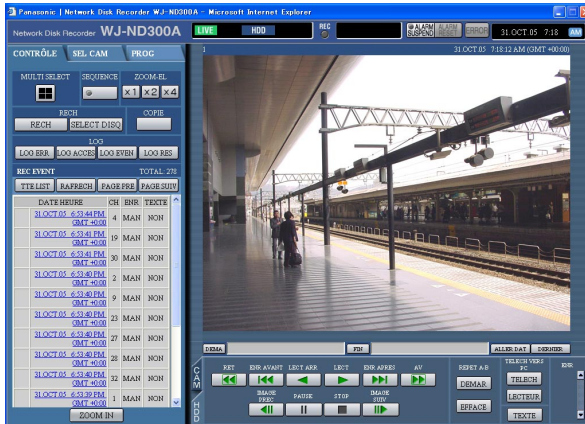 Panasonic | Network Disk Recorder WJ-ND300A - Microsoft Internet Explorer
Network Disk Recorder WJ-ND300A
LIVE HDD REC ALARM SUSPEND ALARM RESET ERROR 31.OCT.05 7:18 AM
CONTRÔLE SEL CAM PROG
1 31.OCT.05 7:18:12 AM (GMT +00:00)
MULTI SELECT SEQUENCE ZOOM-EL
x1 x2 x4
RECH COPIE
RECH SELECT DISQ
LOG
LOG ERR LOG ACCES LOG EVEN LOG RES
REC EVENT TOTAL: 278
TTE LIST RAFRECH PAGE PRE PAGE SUIV
DATE HEURE CH ENR TEXTE
31.OCT.05 6:53:44 PM GMT +0:00 4 MAN NON
31.OCT.05 6:53:41 PM GMT +0:00 19 MAN NON
31.OCT.05 6:53:41 PM GMT +0:00 30 MAN NON
31.OCT.05 6:53:40 PM GMT +0:00 2 MAN NON
31.OCT.05 6:53:40 PM GMT +0:00 9 MAN NON
31.OCT.05 6:53:40 PM GMT +0:00 23 MAN NON
31.OCT.05 6:53:40 PM GMT +0:00 27 MAN NON
31.OCT.05 6:53:40 PM GMT +0:00 28 MAN NON
31.OCT.05 6:53:40 PM GMT +0:00 32 MAN NON
31.OCT.05 6:53:39 PM GMT +0:00 1 MAN NON
ZOOM IN
DEMA FIN ALLER DAT DERNIER
CAM
HDD
RET ENR AVANT LECT ARR LECT ENR APRES AV
IMAGE PREC PAUSE STOP IMAGE SUIV
REPET A-B
DEMAR
EFFACE
TELECH VERS PC
TELECH
LECTEUR
TEXTE
ENR